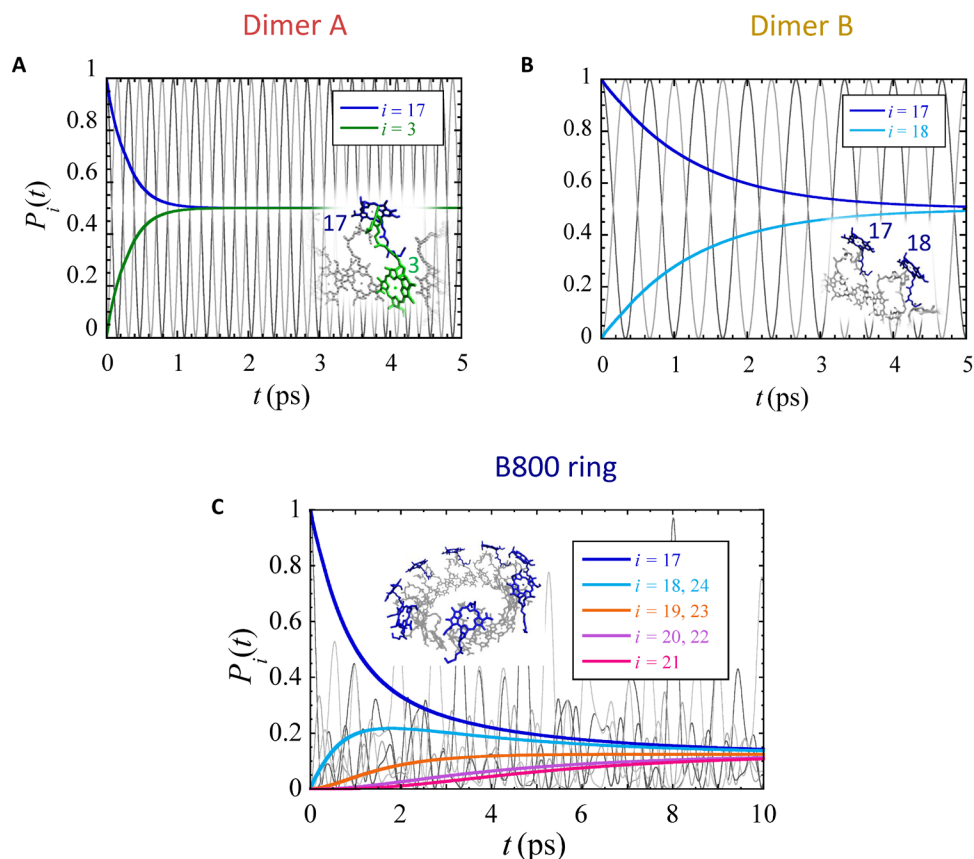 Dimer A
Dimer B
A
1
0.8
0.6
0.4
0.2
0
P_i(t)
i = 17
i = 3
17
3
0 1 2 3 4 5
t (ps)
B
1
0.8
0.6
0.4
0.2
0
i = 17
i = 18
17
18
0 1 2 3 4 5
t (ps)
B800 ring
C
1
0.8
0.6
0.4
0.2
0
P_i(t)
i = 17
i = 18, 24
i = 19, 23
i = 20, 22
i = 21
0 2 4 6 8 10
t (ps)